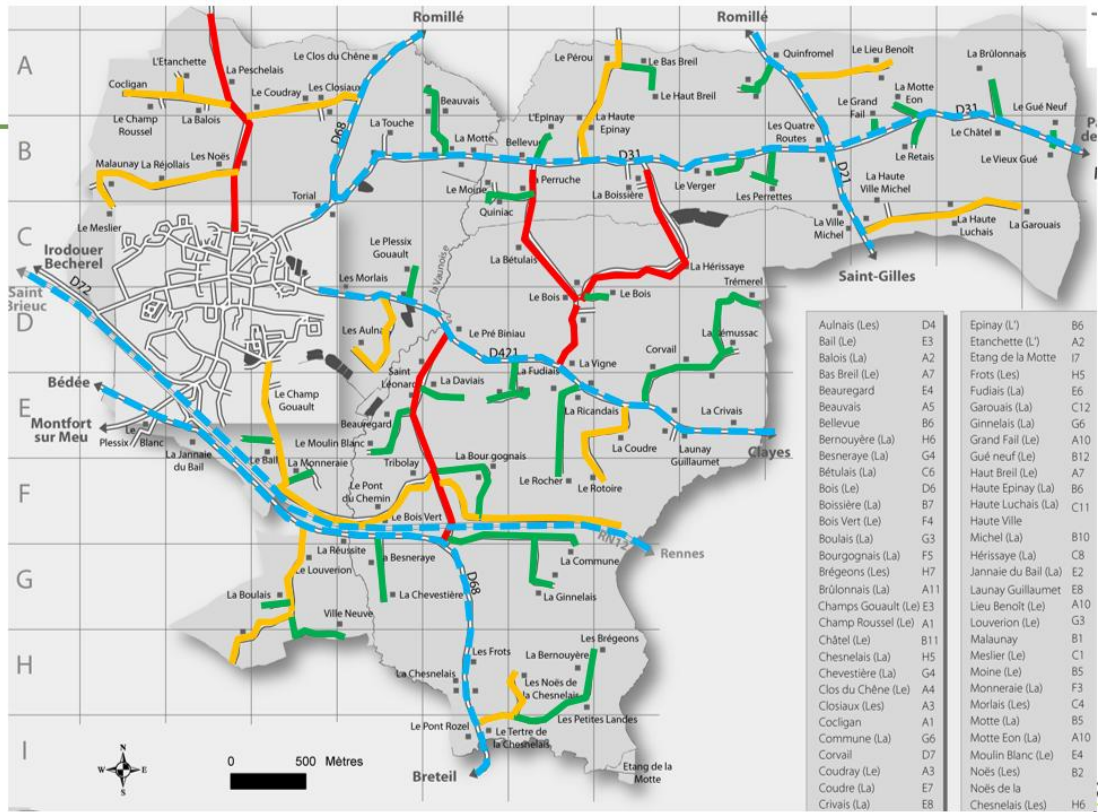 Romillé
Romillé
A
Le Clos du Chêne
Le Pérou
Le Bas Breil
Quinfromel
Le Lieu Benoît
La Brûlonnais
L'Etanchette
La Peschelais
Cocligan
Le Coudray
Les Closiaux
Beauvais
Le Haut Breil
La Motte
Eon
Le Grand
Fail
D31
Le Gué Neuf
Le Champ
Roussel
La Balois
D68
La Touche
L'Epinay
La Haute
Epinay
Les Quatre
Routes
Le Châtel
B
La Motte
Bellevue
D31
Malaunay
La Réjollais
Les Noës
Le Retais
Le Vieux Gué
D21
Le Moine
La Perruche
La Boissière
Le Verger
Les Perrettes
La Haute
Ville Michel
Torial
Quiniac
Le Meslier
La Ville
Michel
La Haute
Luchais
La Garouais
C
Le Plessix
Gouault
la Vaunoise
La Bétulais
La Hérissaye
Saint-Gilles
Irodouer
Becherel
D72
Saint
Brieuc
Les Morlais
Le Bois
Le Bois
Trémerel
D
Les Aulnais
Le Pré Biniau
D421
Corvail
La Vigne
La Fudiais
Saint
Léonard
La Daviais
Bédée
Le Champ
Gouault
E
Beauregard
La Ricandais
La Crivais
Montfort
sur Meu
Le
Plessix Blanc
Le Moulin Blanc
La Coudre
Launay
Guillaumet
Clayes
La Jannaie
du Bail
Le Bail
La Monneraie
Tribolay
La Bourgognais
F
Le Pont
du Chemin
Le Rocher
Le Rotoire
Le Bois Vert
RN12
Rennes
La Réussite
La Besneraye
Le Louverion
La Commune
G
D68
La Boulais
La Chevestière
La Ginnelais
Ville Neuve
Les Brégeons
Les Frots
La Bernouyère
H
La Chesnelais
Les Noës de
la Chesnelais
Les Petites Landes
Le Pont Rozel
Le Tertre de
la Chesnelais
I
N
W E
S
0 500 Mètres
Breteil
Etang de la
Motte
Aulnais (Les) D4
Bail (Le) E3
Balois (La) A2
Bas Breil (Le) A7
Beauregard E4
Beauvais A5
Bellevue B6
Bernouyère (La) H6
Besneraye (La) G4
Bétulais (La) C6
Bois (Le) D6
Boissière (La) B7
Bois Vert (Le) F4
Boulais (La) G3
Bourgognais (La) F5
Brégeons (Les) H7
Brûlonnais (La) A11
Champs Gouault (Le) E3
Champ Roussel (Le) A1
Châtel (Le) B11
Chesnelais (La) H5
Chevestière (La) G4
Clos du Chêne (Le) A4
Closiaux (Les) A3
Cocligan A1
Commune (La) G6
Corvail D7
Coudray (Le) A3
Coudre (La) E7
Crivais (La) E8
Epinay (L') B6
Etanchette (L') A2
Etang de la Motte I7
Frots (Les) H5
Fudiais (La) E6
Garouais (La) C12
Ginnelais (La) G6
Grand Fail (Le) A10
Gué neuf (Le) B12
Haut Breil (Le) A7
Haute Epinay (La) B6
Haute Luchais (La) C11
Haute Ville
Michel (La) B10
Hérissaye (La) C8
Jannaie du Bail (La) E2
Launay Guillaumet E8
Lieu Benoît (Le) A10
Louverion (Le) G3
Malaunay B1
Meslier (Le) C1
Moine (Le) B5
Monneraie (La) F3
Morlais (Les) C4
Motte (La) B5
Motte Eon (La) A10
Moulin Blanc (Le) E4
Noës (Les) B2
Noës de la
Chesnelais (Les) H6